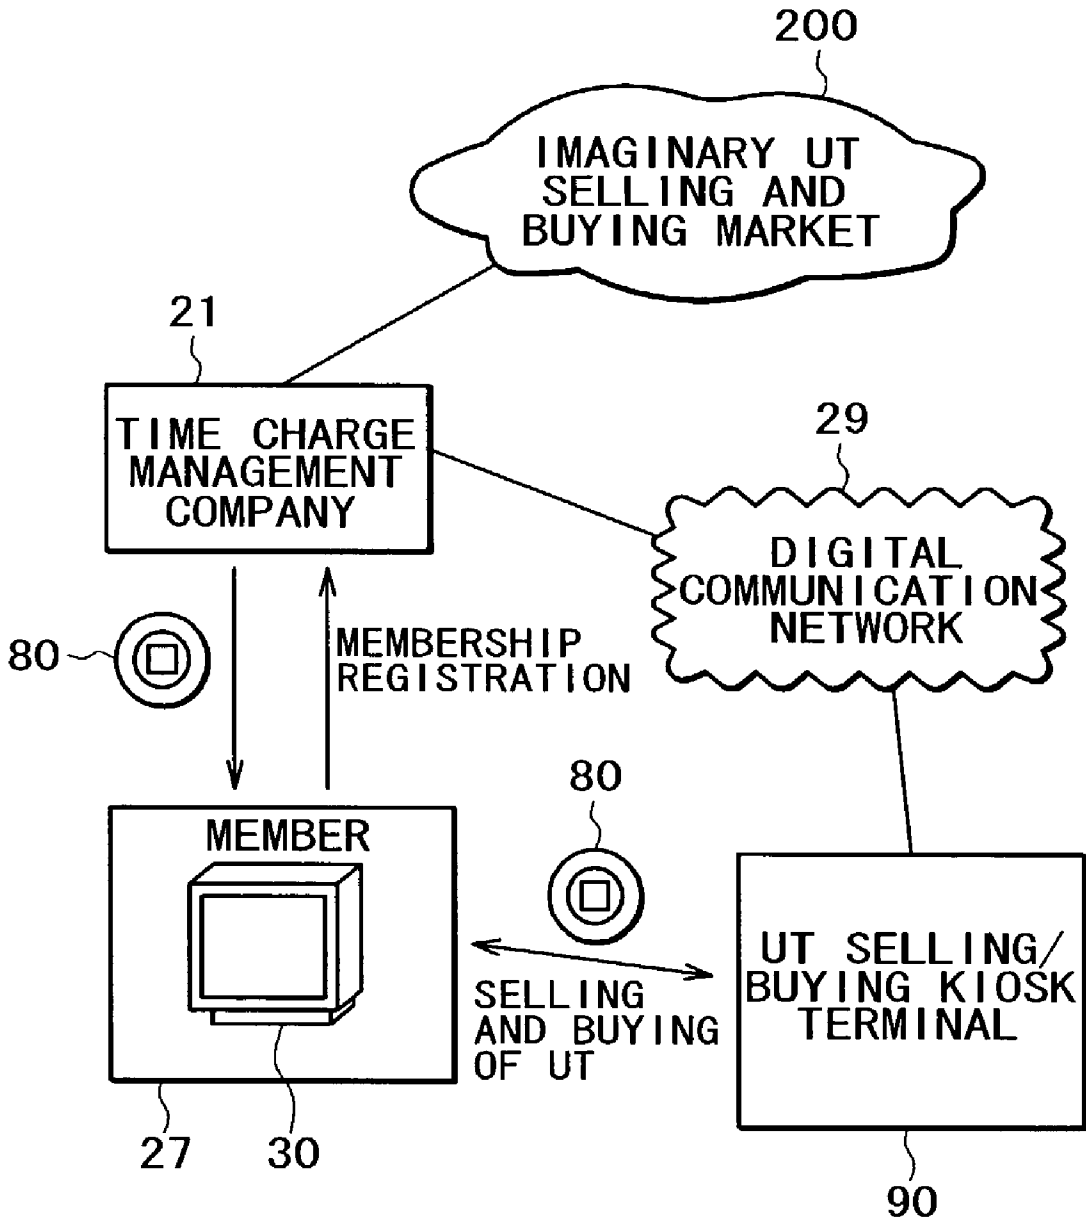 200
IMAGINARY UT
SELLING AND
BUYING MARKET
21
TIME CHARGE
MANAGEMENT
COMPANY
29
DIGITAL
COMMUNICATION
NETWORK
80
MEMBERSHIP
REGISTRATION
80
MEMBER
UT SELLING/
BUYING KIOSK
TERMINAL
SELLING
AND BUYING
OF UT
27
30
90